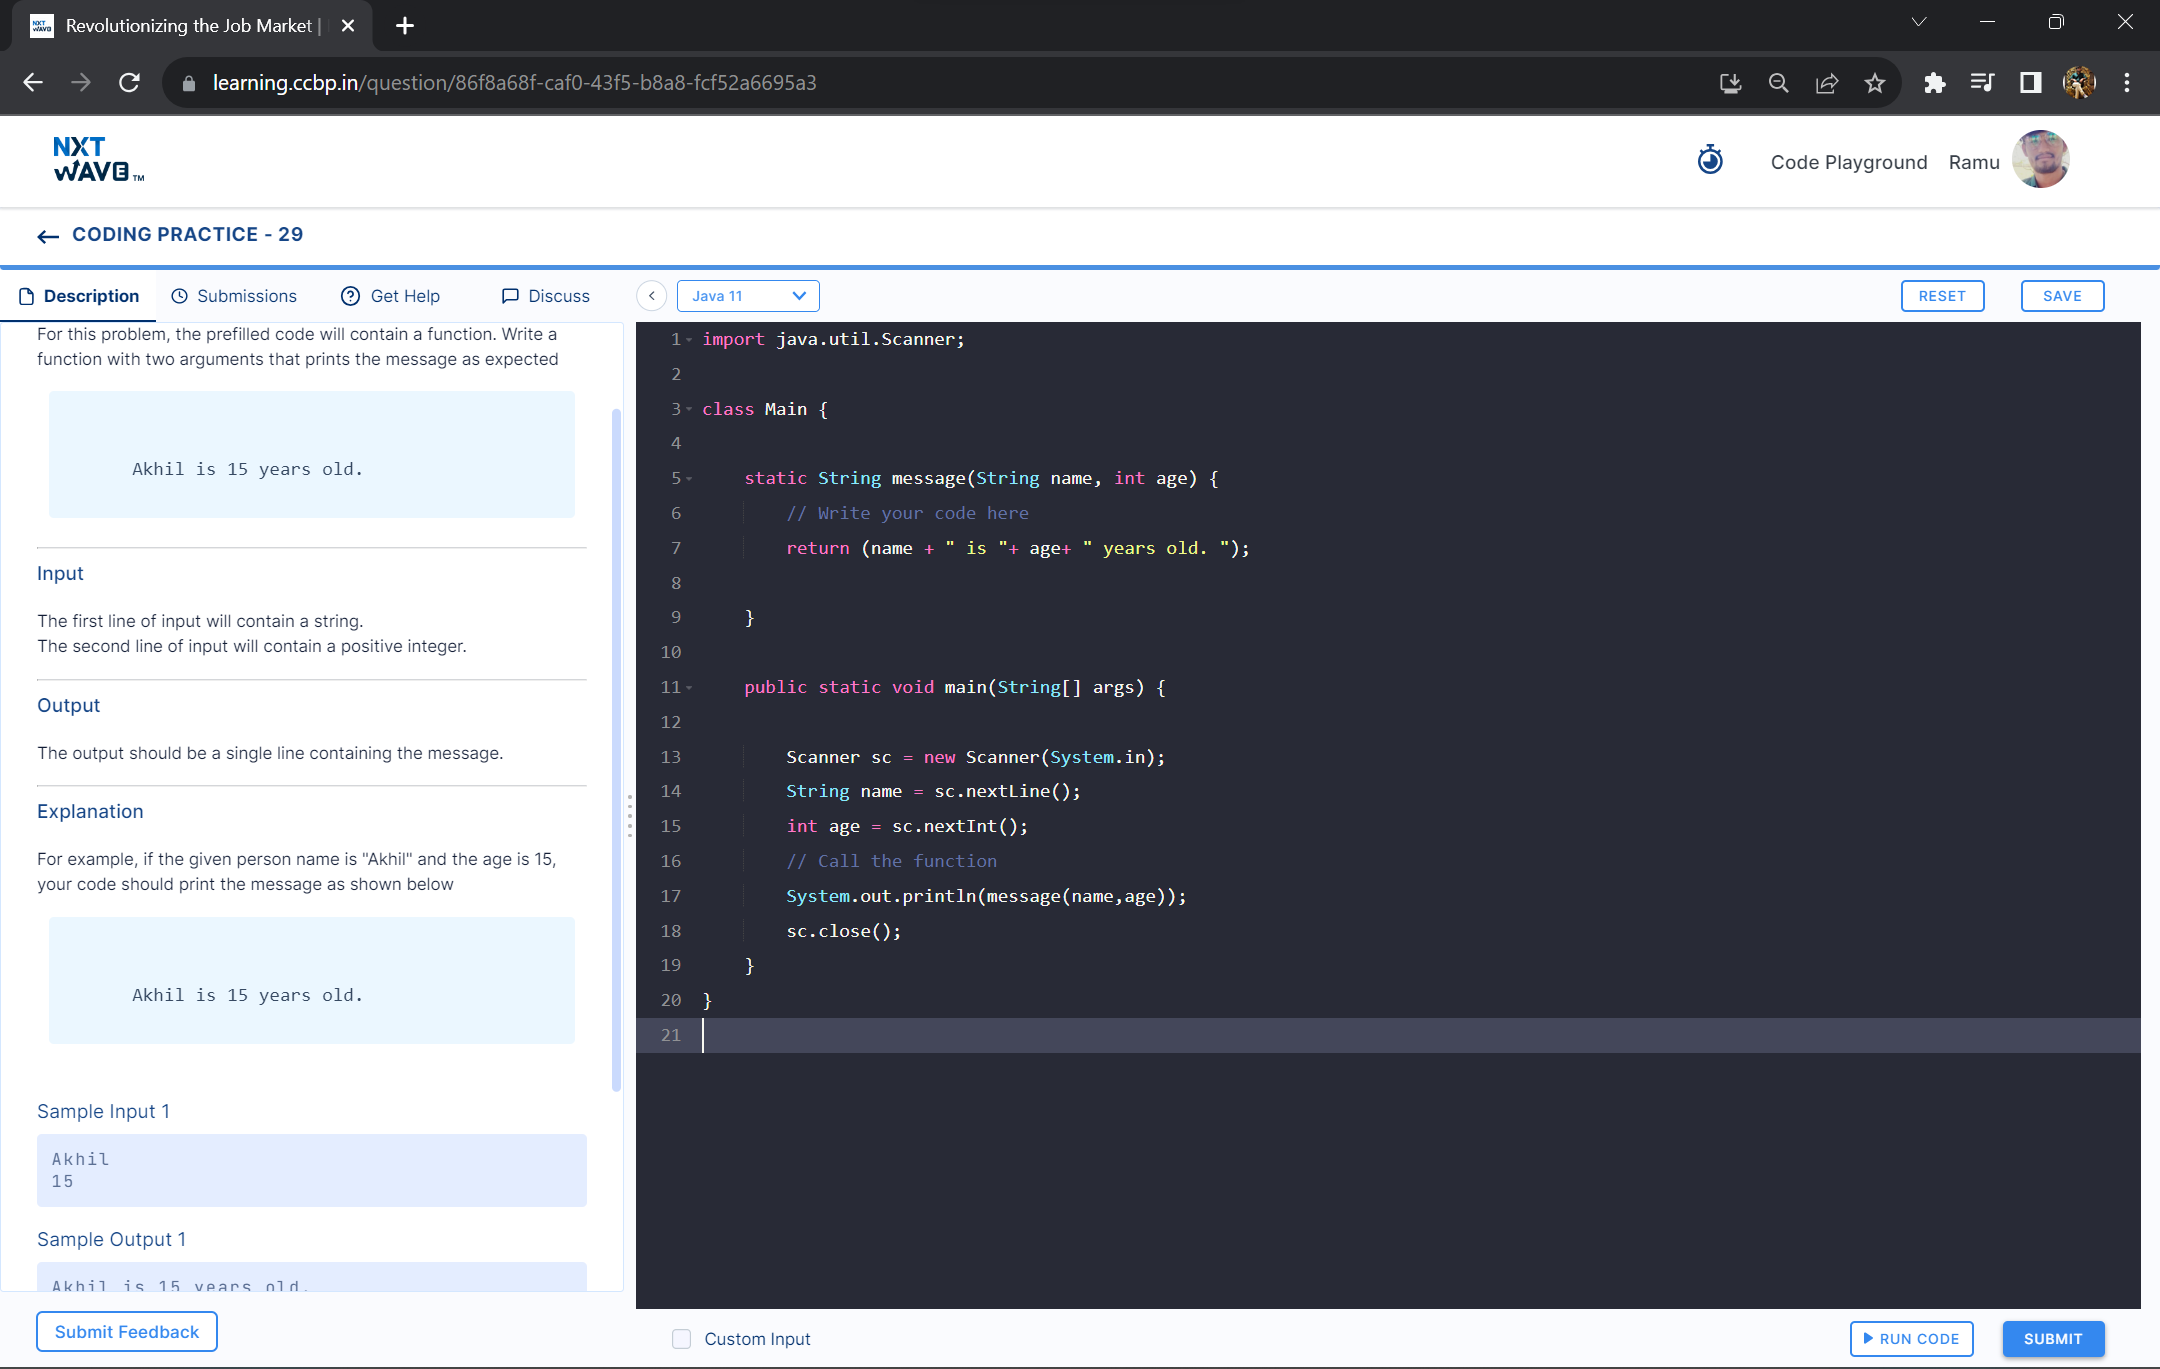 Revolutionizing the Job Market |
learning.ccbp.in/question/86f8a68f-caf0-43f5-b8a8-fcf52a6695a3
NXT
WAVE TM
Code Playground
Ramu
CODING PRACTICE - 29
Description
Submissions
Get Help
Discuss
Java 11
RESET
SAVE
For this problem, the prefilled code will contain a function. Write a
function with two arguments that prints the message as expected
Akhil is 15 years old.
Input
The first line of input will contain a string.
The second line of input will contain a positive integer.
Output
The output should be a single line containing the message.
Explanation
For example, if the given person name is "Akhil" and the age is 15,
your code should print the message as shown below
Akhil is 15 years old.
Sample Input 1
Akhil
15
Sample Output 1
Akhil is 15 years old.
Submit Feedback
1 import java.util.Scanner;
2
3 class Main {
4
5 static String message(String name, int age) {
6 // Write your code here
7 return (name + " is "+ age+ " years old. ");
8
9 }
10
11 public static void main(String[] args) {
12
13 Scanner sc = new Scanner(System.in);
14 String name = sc.nextLine();
15 int age = sc.nextInt();
16 // Call the function
17 System.out.println(message(name,age));
18 sc.close();
19 }
20 }
21
Custom Input
RUN CODE
SUBMIT